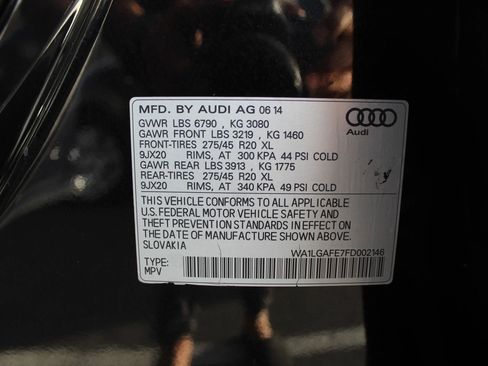 MFD. BY AUDI AG 06 14
GVWR LBS 6790 , KG 3080
GAWR FRONT LBS 3219 , KG 1460
FRONT-TIRES 275/45 R20 XL
9JX20 RIMS, AT 300 KPA 44 PSI COLD
GAWR REAR LBS 3913 , KG 1775
REAR-TIRES 275/45 R20 XL
9JX20 RIMS, AT 340 KPA 49 PSI COLD
Audi
THIS VEHICLE CONFORMS TO ALL APPLICABLE
U.S. FEDERAL MOTOR VEHICLE SAFETY AND
THEFT PREVENTION STANDARDS IN EFFECT ON
THE DATE OF MANUFACTURE SHOWN ABOVE.
SLOVAKIA
WA1LGAFE7FD002146
TYPE:
MPV